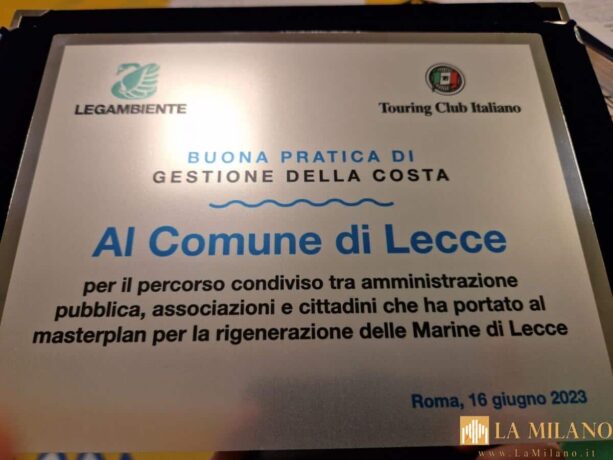 LEGAMBIENTE
Touring Club Italiano
BUONA PRATICA DI
GESTIONE DELLA COSTA
Al Comune di Lecce
per il percorso condiviso tra amministrazione
pubblica, associazioni e cittadini che ha portato al
masterplan per la rigenerazione delle Marine di Lecce
Roma, 16 giugno 2023
LA MILANO
www.LaMilano.it